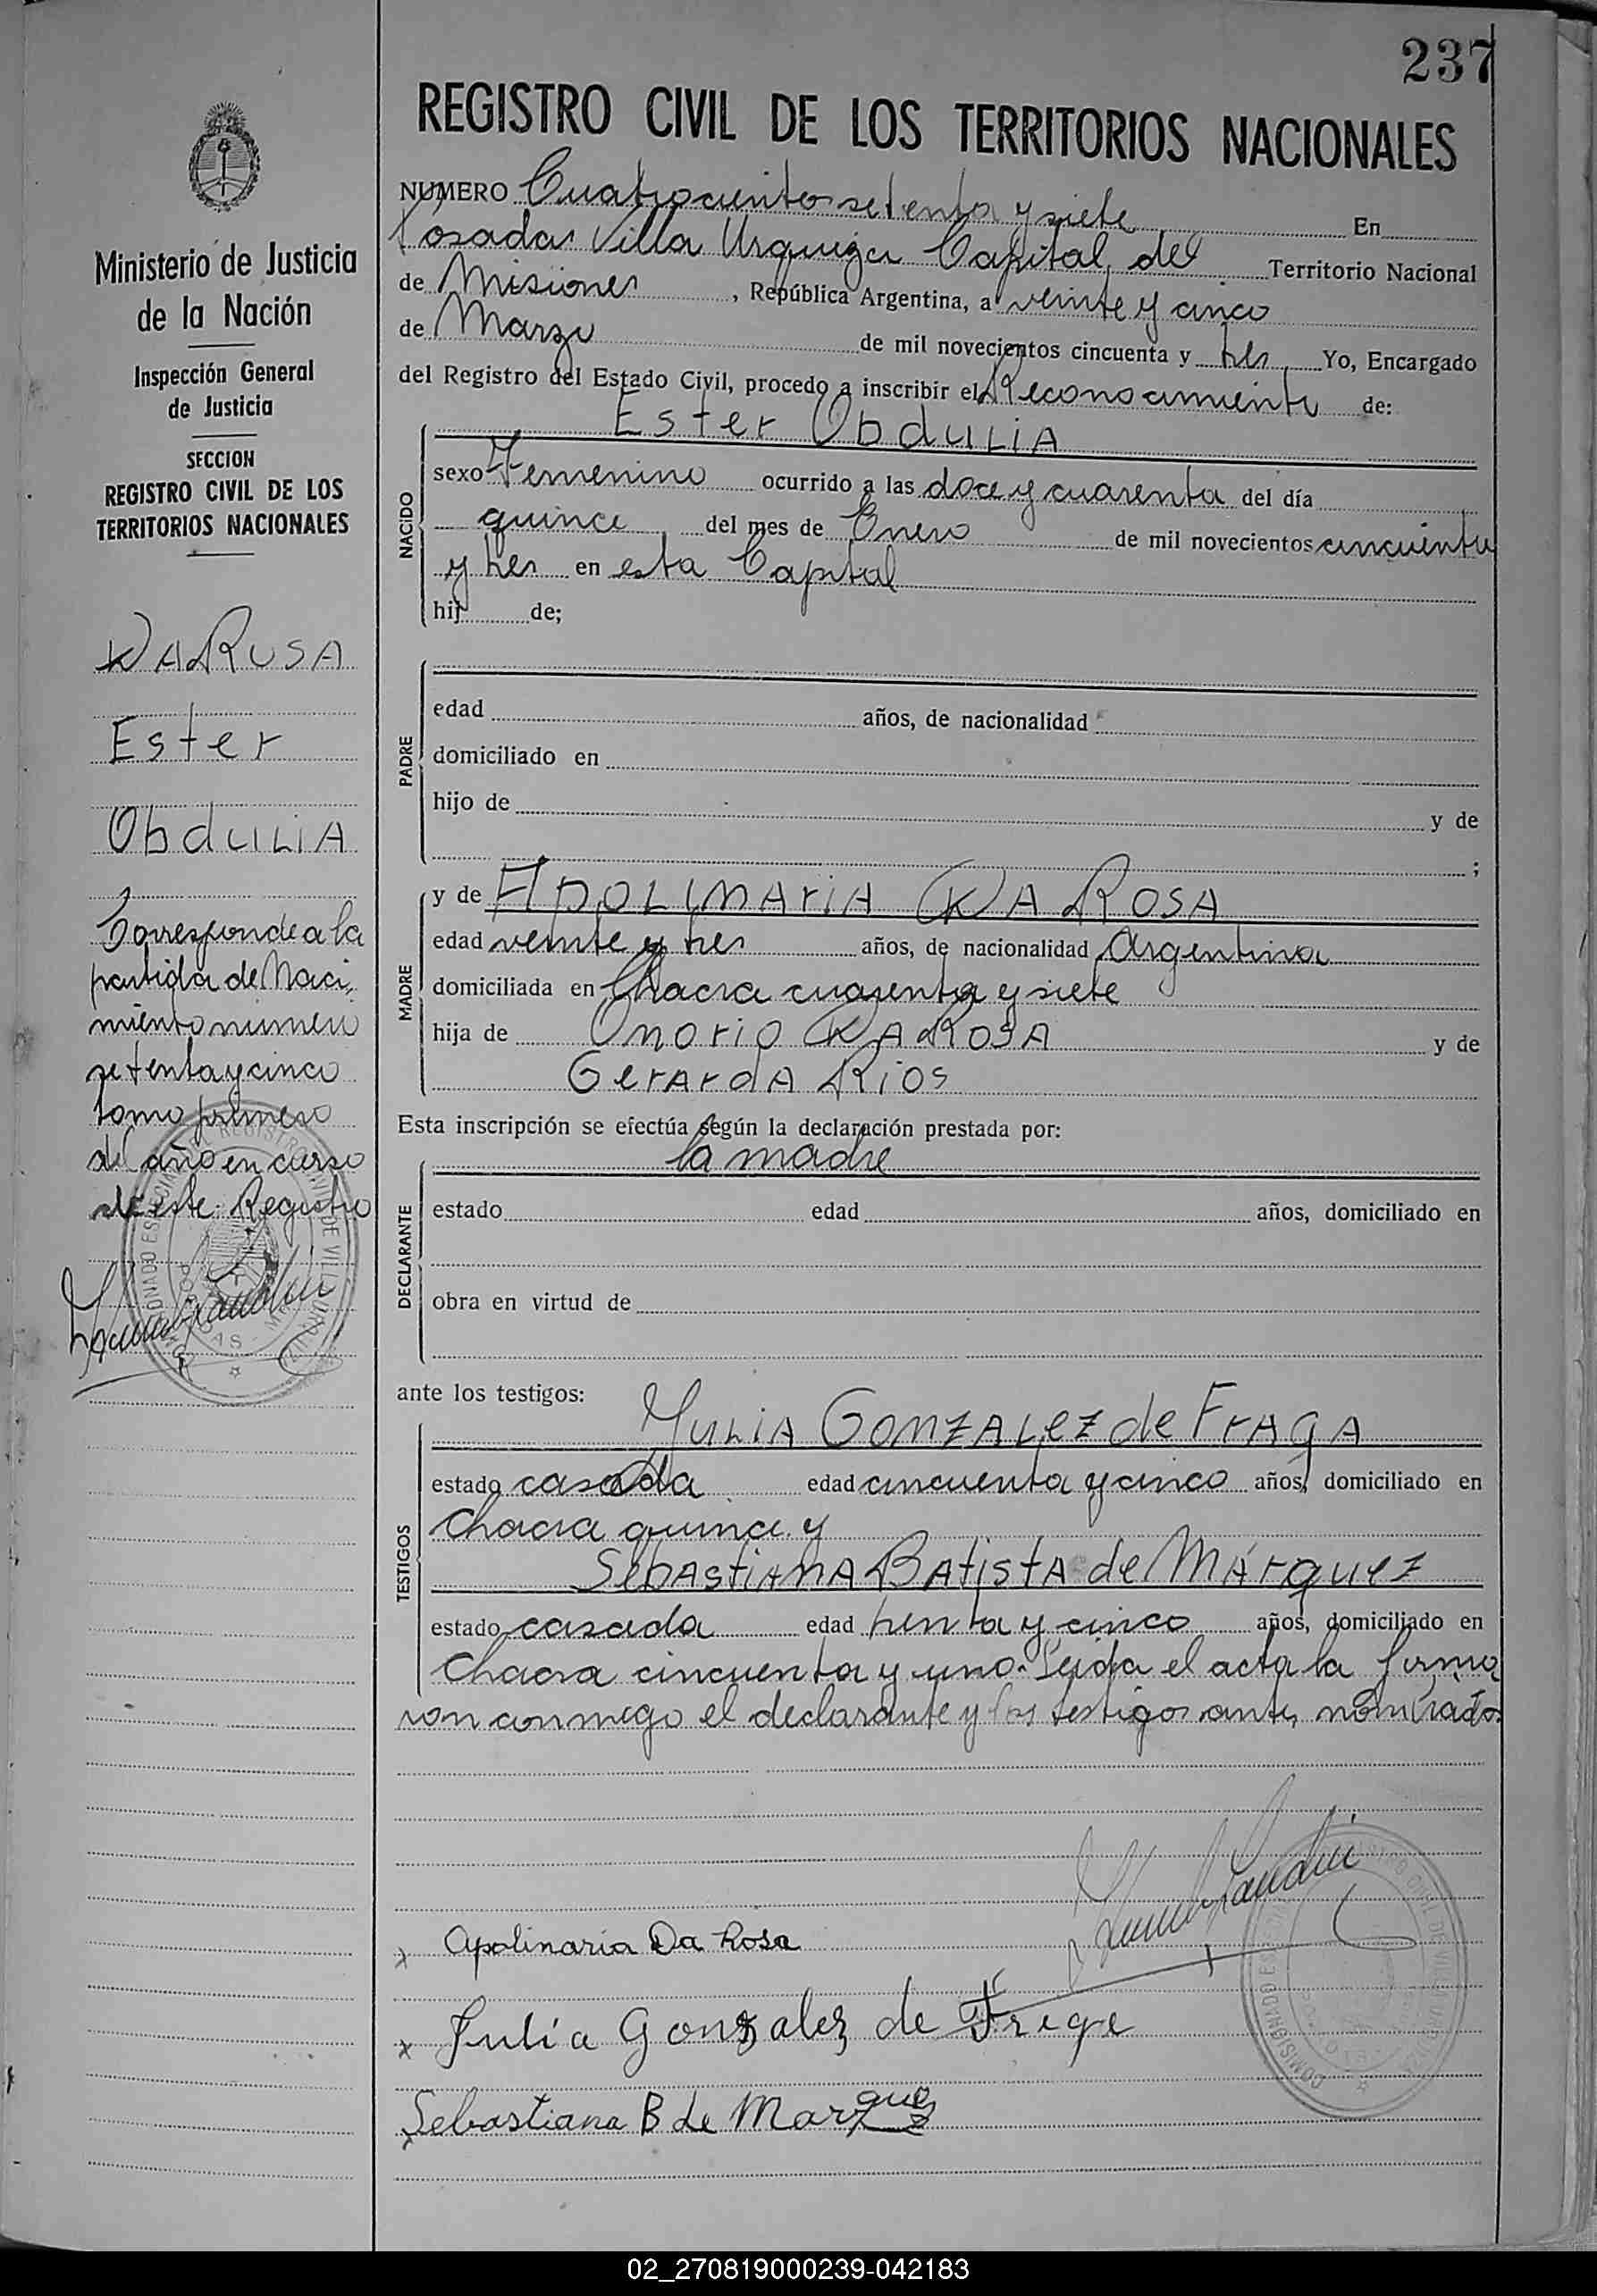 237
REGISTRO CIVIL DE LOS TERRITORIOS NACIONALES
Ministerio de Justicia
de la Nación
Inspección General
de Justicia
SECCION
REGISTRO CIVIL DE LOS
TERRITORIOS NACIONALES
DAROSA
Ester
Obdulia
Corresponde a la
partida de Naci
miento numero
setenta y cinco
tomo primero
del año en curso
de este Registro
NUMERO Cuatrocientos setenta y siete En
Posadas Villa Urquiza Capital del Territorio Nacional
de Misiones, República Argentina, a veinte y cinco
de Marzo de mil novecientos cincuenta y tres Yo, Encargado
del Registro del Estado Civil, procedo a inscribir el Reconocimiento de:
Ester Obdulia
NACIDO
sexo Femenino ocurrido a las doce y cuarenta del día
quince del mes de Enero de mil novecientos cincuenta
y tres en esta Capital
hij de;
PADRE
edad años, de nacionalidad
domiciliado en
hijo de y de
;
MADRE
y de Apolinaria DA ROSA
edad veinte y tres años, de nacionalidad Argentina
domiciliada en Chacra cuarenta y siete
hija de Onorio DA ROSA y de
Gerarda Rios
Esta inscripción se efectúa según la declaración prestada por:
la madre
DECLARANTE
estado edad años, domiciliado en
obra en virtud de
ante los testigos:
Yulia Gonzalez de Fraga
TESTIGOS
estado casada edad cincuenta y cinco años, domiciliado en
Chacra quince y
Sebastiana Batista de Márquez
estado casada edad trenta y cinco años, domiciliado en
Chacra cincuenta y uno. Leida el acta la firma
ron conmigo el declarante y los testigos antes nombrados.
x Apolinaria Da Rosa
x Julia Gonzalez de Frege
Sebastiana B de Marzquez
02_270819000239-042183